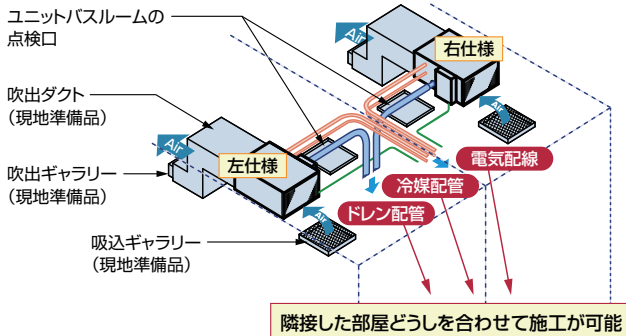 ユニットバスルームの
点検口
Air
右仕様
吹出ダクト
（現地準備品）
Air
Air
左仕様
電気配線
吹出ギャラリー
（現地準備品）
冷媒配管
ドレン配管
Air
吸込ギャラリー
（現地準備品）
隣接した部屋どうしを合わせて施工が可能